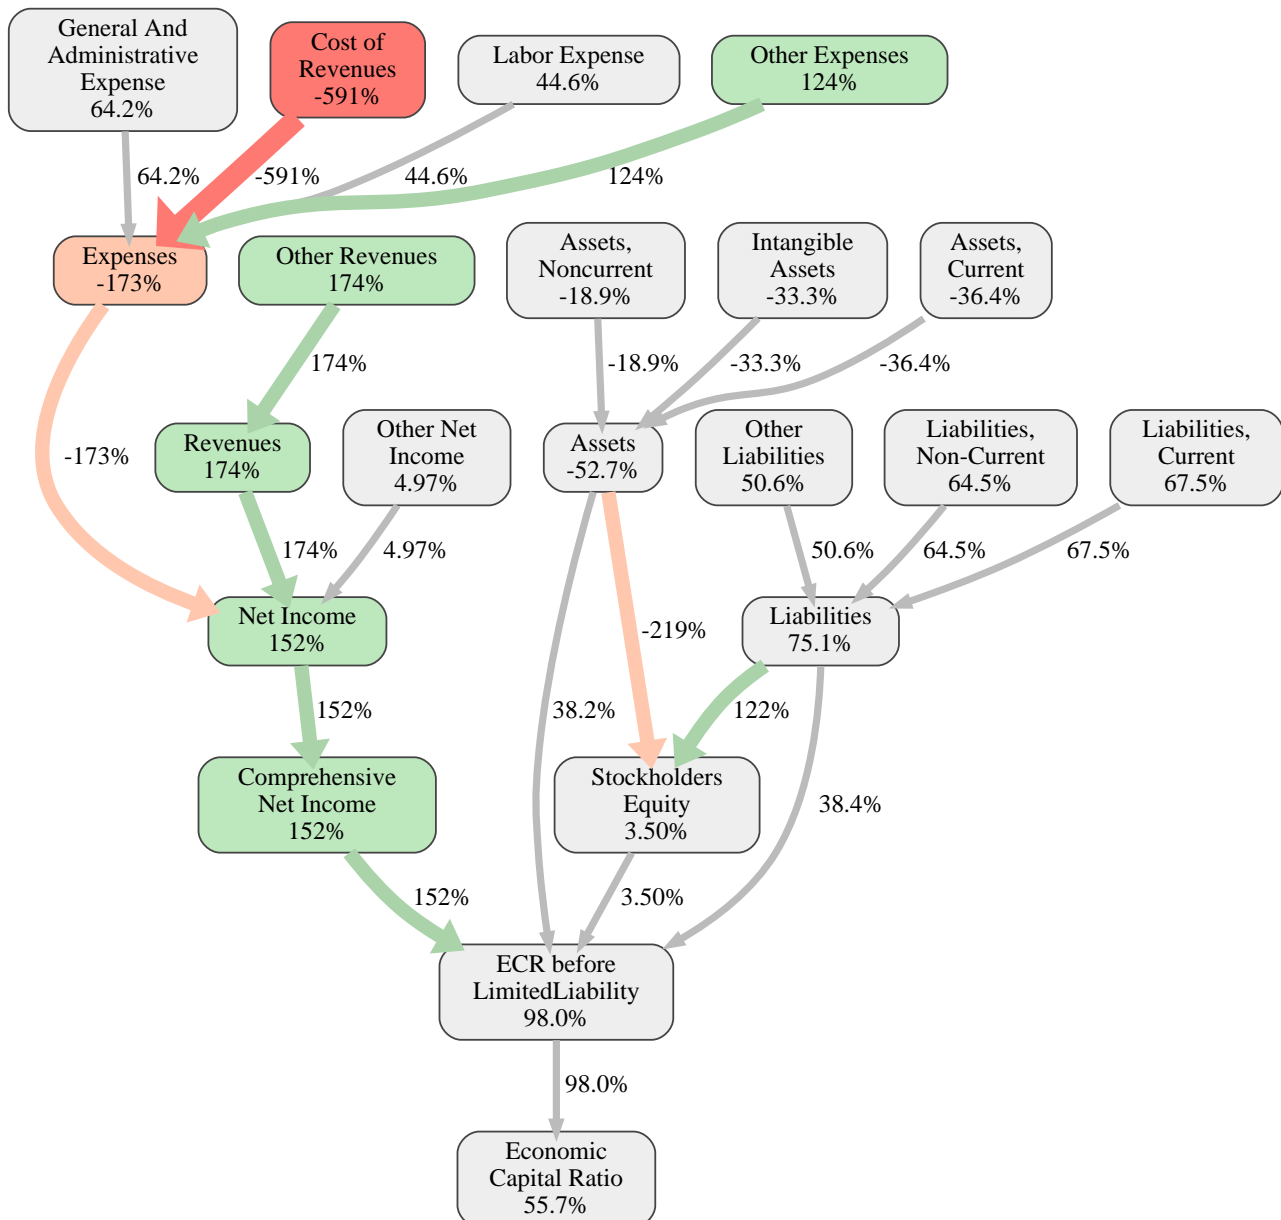 General And
Administrative
Expense
64.2%
Cost of
Revenues
-591%
Labor Expense
44.6%
Other Expenses
124%
64.2%
-591%
44.6%
124%
Expenses
-173%
Other Revenues
174%
Assets,
Noncurrent
-18.9%
Intangible
Assets
-33.3%
Assets,
Current
-36.4%
174%
-18.9%
-33.3%
-36.4%
-173%
Revenues
174%
Other Net
Income
4.97%
Assets
-52.7%
Other
Liabilities
50.6%
Liabilities,
Non-Current
64.5%
Liabilities,
Current
67.5%
174%
4.97%
50.6%
64.5%
67.5%
Net Income
152%
-219%
Liabilities
75.1%
152%
38.2%
122%
Comprehensive
Net Income
152%
Stockholders
Equity
3.50%
38.4%
152%
3.50%
ECR before
LimitedLiability
98.0%
98.0%
Economic
Capital Ratio
55.7%